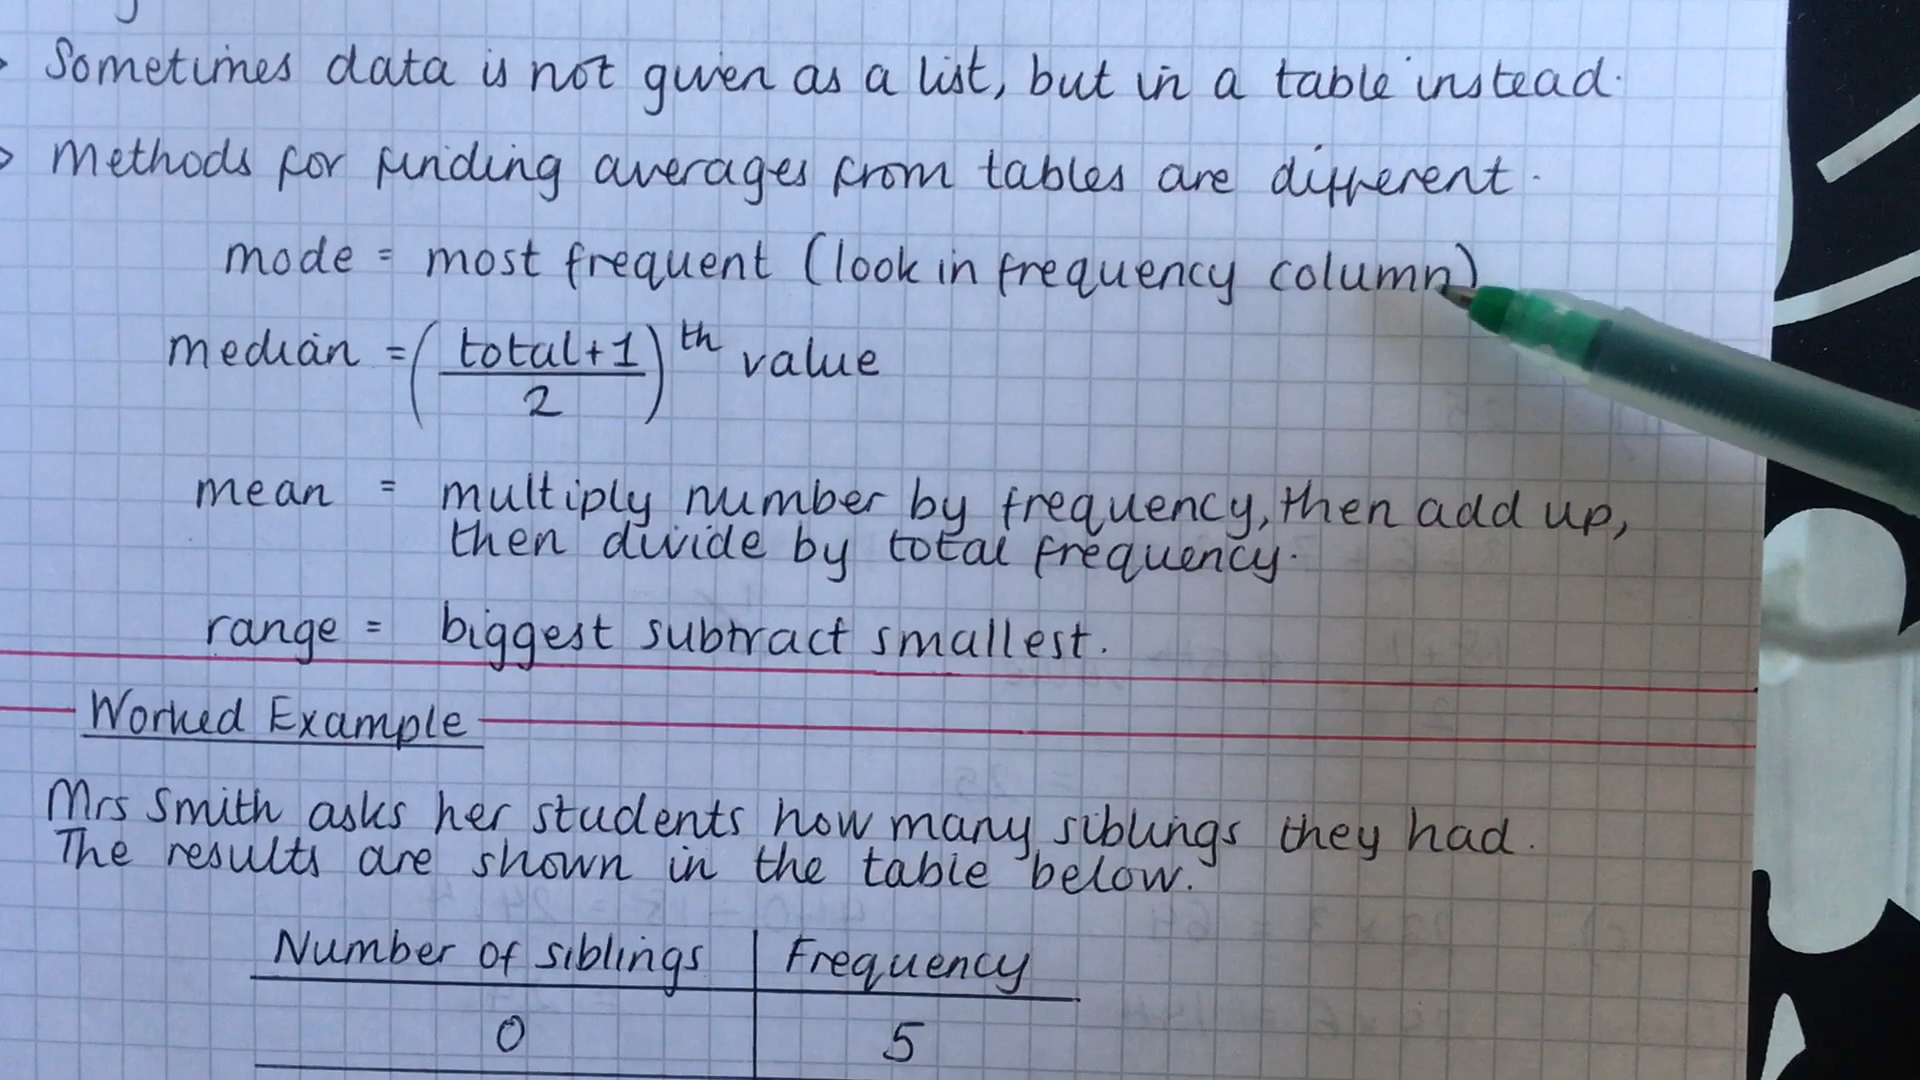 Sometimes data is not given as a list, but in a table instead.
Methods for finding averages from tables are different.
mode = most frequent (look in frequency column)
median = (total+1 / 2)th value
mean = multiply number by frequency, then add up,
then divide by total frequency.
range = biggest subtract smallest.
Worked Example
Mrs Smith asks her students how many siblings they had.
The results are shown in the table below.
Number of siblings | Frequency
0 | 5